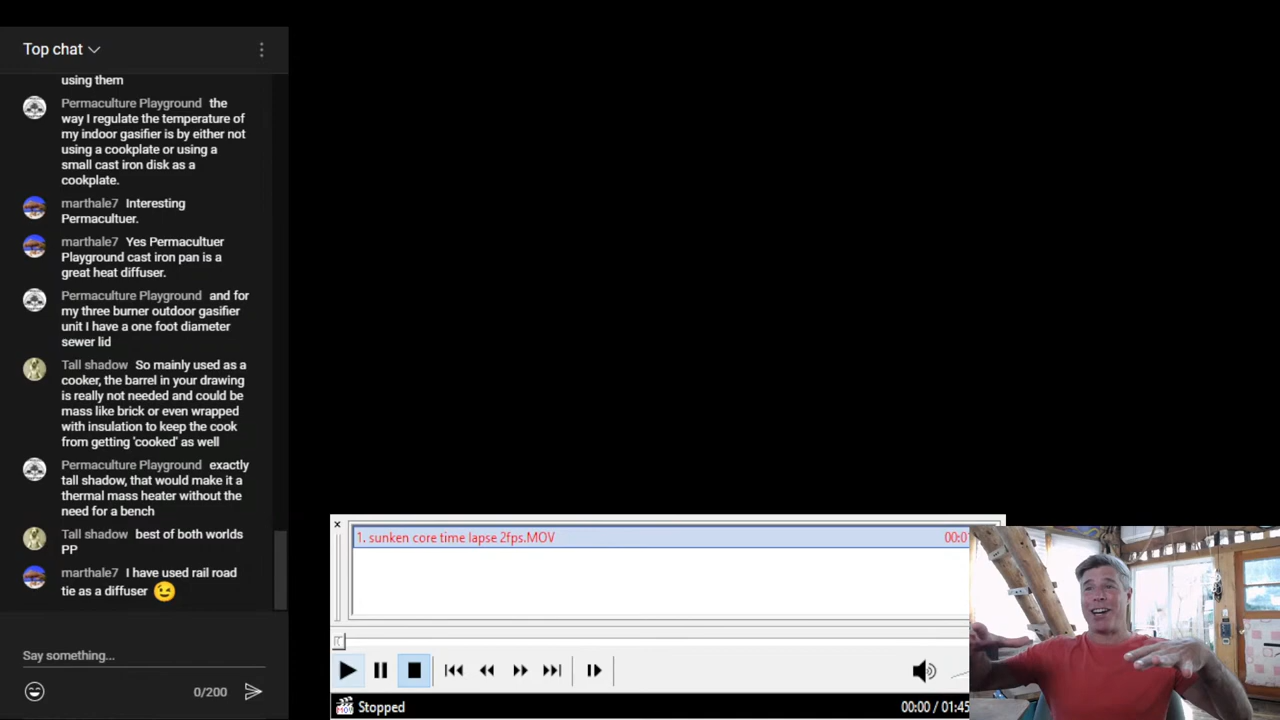 Top chat
using them
Permaculture Playground the
way I regulate the temperature of
my indoor gasifier is by either not
using a cookplate or using a
small cast iron disk as a
cookplate.
marthale7 Interesting
Permacultuer.
marthale7 Yes Permacultuer
Playground cast iron pan is a
great heat diffuser.
Permaculture Playground and for
my three burner outdoor gasifier
unit I have a one foot diameter
sewer lid
Tall shadow So mainly used as a
cooker, the barrel in your drawing
is really not needed and could be
mass like brick or even wrapped
with insulation to keep the cook
from getting 'cooked' as well
Permaculture Playground exactly
tall shadow, that would make it a
thermal mass heater without the
need for a bench
Tall shadow best of both worlds
PP
marthale7 I have used rail road
tie as a diffuser
Say something...
0/200
1. sunken core time lapse 2fps.MOV
Stopped
00:00 / 01:45